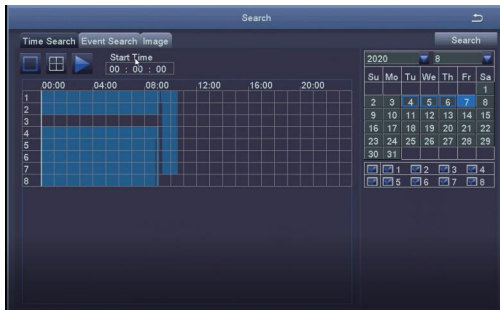 Search
Time Search Event Search Image
Search
Start Time
00 : 00 : 00
2020 8
Su Mo Tu We Th Fr Sa
1
2 3 4 5 6 7 8
9 10 11 12 13 14 15
16 17 18 19 20 21 22
23 24 25 26 27 28 29
30 31
1 2 3 4
5 6 7 8
00:00 04:00 08:00 12:00 16:00 20:00
1
2
3
4
5
6
7
8